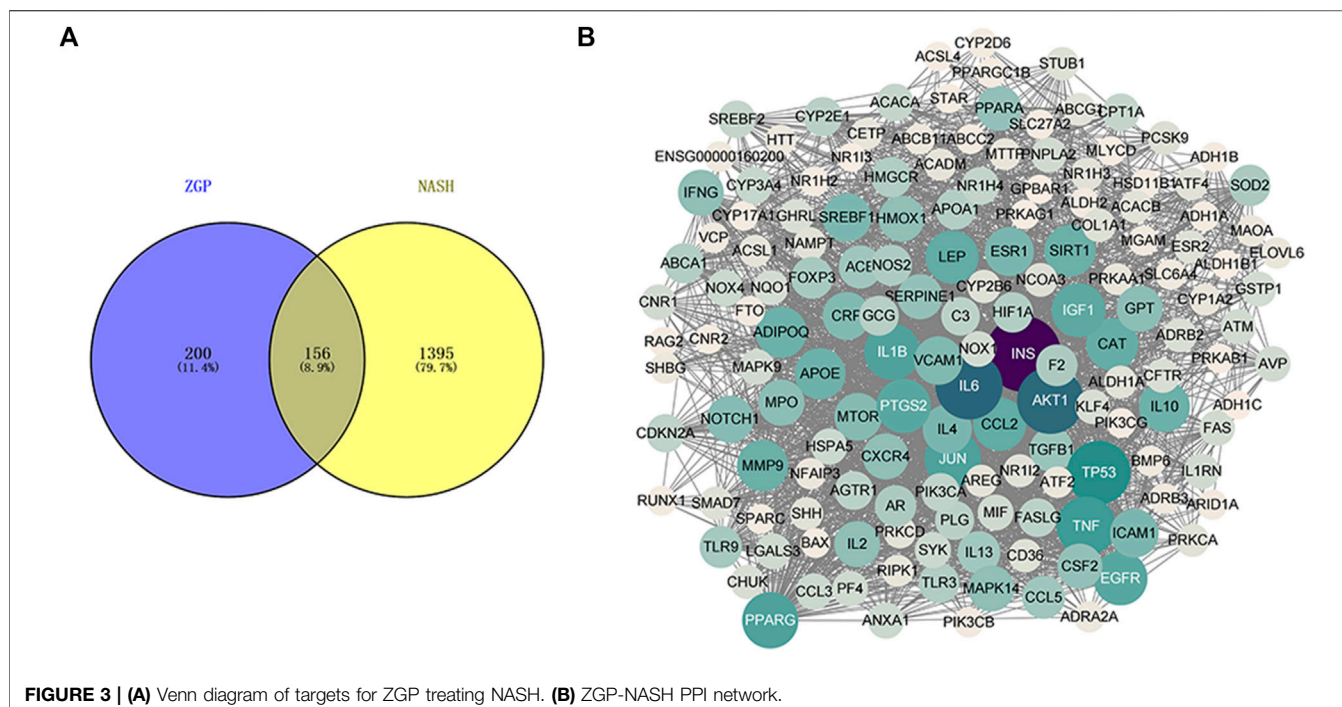 A
B
ZGP
NASH
200
(11.4%)
156
(8.9%)
1395
(79.7%)
CYP2D6
ACSL4
PPARGC1B
STUB1
ACACA
STAR
PPARA
ABCG1
SREBF2
CYP2E1
SLC27A2
CPT1A
HTT
CETP
ABCB11
ABCC2
PCSK9
ENSG00000160200
NR1I3
ACADM
MTTP
PNPLA2
MLYCD
ADH1B
IFNG
CYP3A4
NR1H2
HMGCR
NR1H4
GPBAR1
NR1H3
HSD11B1
ATF4
SOD2
CYP17A1
GHRL
SREBF1
HMOX1
APOA1
PRKAG1
ALDH2
ACACB
ADH1A
COL1A1
VCP
ACSL1
NAMPT
LEP
ESR1
SIRT1
MGAM
ESR2
MAOA
ELOVL6
ABCA1
FOXP3
NOS2
CYP2B6
NCOA3
PRKAA1
SLC6A4
ALDH1B1
CNR1
NOX4
NQO1
SERPINE1
GSTP1
FTO
CRP
GCG
C3
HIF1A
IGF1
GPT
CYP1A2
ADIPOQ
ADRB2
ATM
RAG2
CNR2
IL1B
VCAM1
NOX1
INS
CAT
PRKAB1
SHBG
MAPK9
APOE
F2
CFTR
AVP
ALDH1A
IL6
AKT1
MPO
PTGS2
KLF4
IL10
ADH1C
NOTCH1
MTOR
IL4
CCL2
PIK3CG
FAS
CDKN2A
HSPA5
CXCR4
TGFB1
MMP9
JUN
TP53
BMP6
IL1RN
NR1I2
ATF2
AREG
AGTR1
PIK3CA
ADRB3
RUNX1
SMAD7
ARID1A
SPARC
SHH
AR
PLG
MIF
FASLG
TNF
ICAM1
BAX
PRKCD
PRKCA
TLR9
LGALS3
IL2
SYK
IL13
CD36
CSF2
CHUK
RIPK1
EGFR
CCL3
PF4
TLR3
MAPK14
CCL5
PPARG
ANXA1
PIK3CB
ADRA2A
FIGURE 3 | (A) Venn diagram of targets for ZGP treating NASH. (B) ZGP-NASH PPI network.